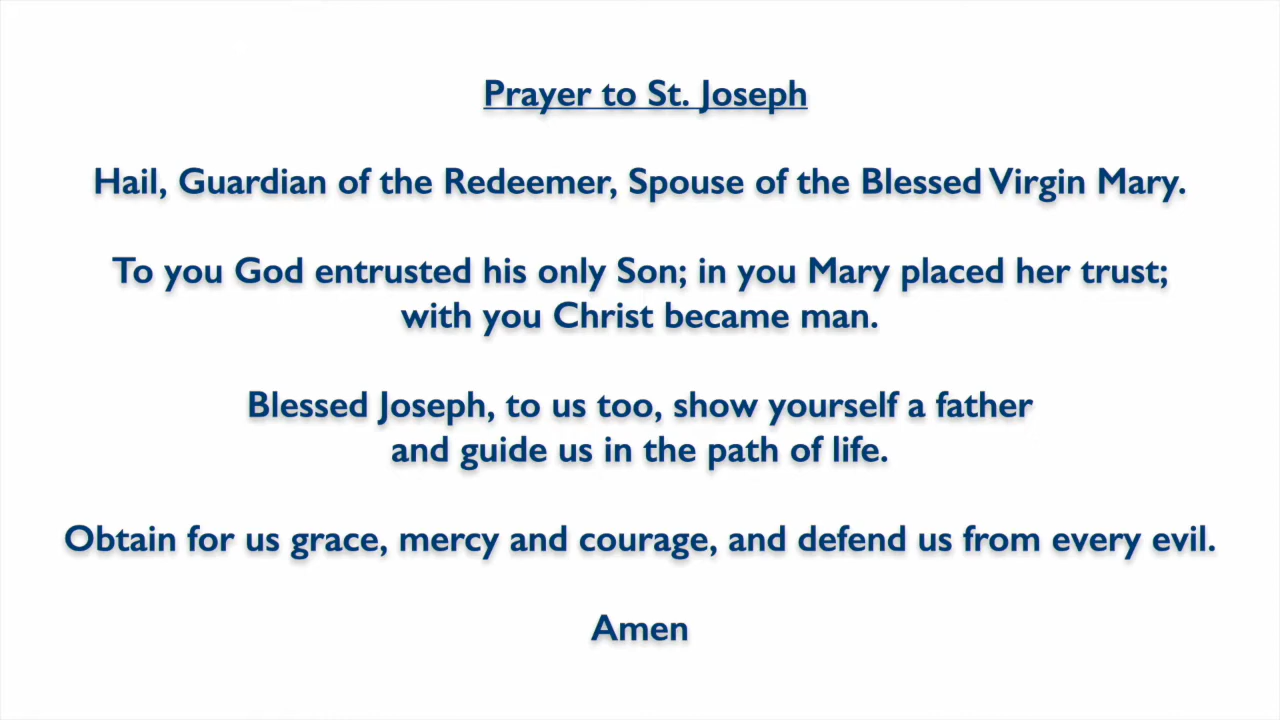 Prayer to St. Joseph
Hail, Guardian of the Redeemer, Spouse of the Blessed Virgin Mary.
To you God entrusted his only Son; in you Mary placed her trust;
with you Christ became man.
Blessed Joseph, to us too, show yourself a father
and guide us in the path of life.
Obtain for us grace, mercy and courage, and defend us from every evil.
Amen